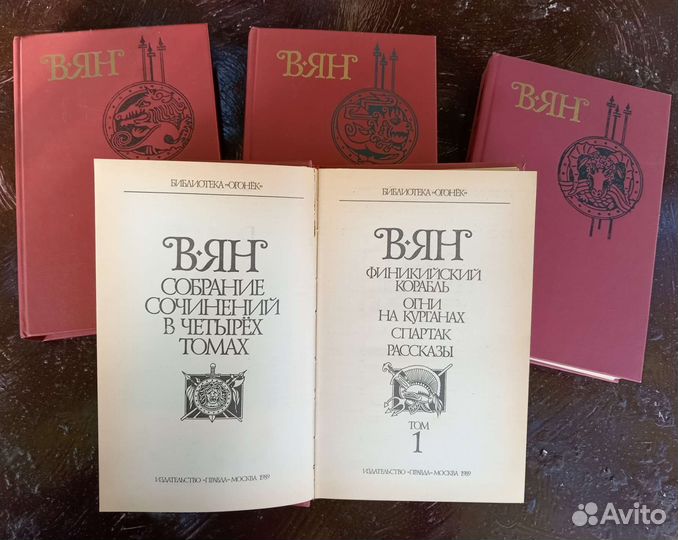 В·ЯН
В·ЯН
В·ЯН
БИБЛИОТЕКА «ОГОНЁК»
В·ЯН
СОБРАНИЕ
СОЧИНЕНИЙ
В ЧЕТЫРЁХ
ТОМАХ
ИЗДАТЕЛЬСТВО «ПРАВДА» МОСКВА 1989
БИБЛИОТЕКА «ОГОНЁК»
В·ЯН
ФИНИКИЙСКИЙ
КОРАБЛЬ
ОГНИ
НА КУРГАНАХ
СПАРТАК
РАССКАЗЫ
ТОМ
1
ИЗДАТЕЛЬСТВО «ПРАВДА» МОСКВА 1989
Avito